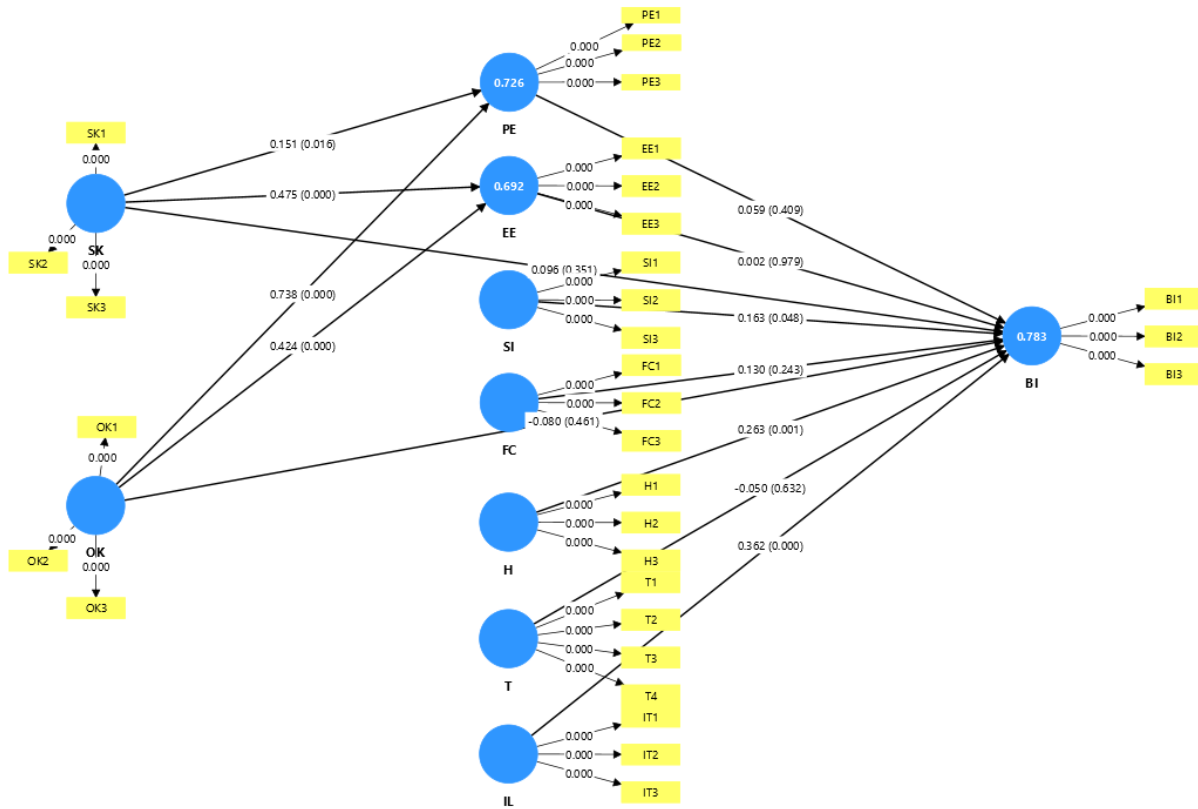 PE1
0.000
PE2
0.000
PE3
0.000
0.726
PE
SK1
0.000
0.151 (0.016)
EE1
0.000
EE2
0.000
EE3
0.000
0.692
EE
0.475 (0.000)
0.059 (0.409)
SK
0.000
SK2
0.000
SK3
0.096 (0.351)
0.002 (0.979)
SI1
0.000
SI2
0.000
SI3
0.000
SI
0.738 (0.000)
0.163 (0.048)
0.424 (0.000)
0.783
BI
0.000
BI1
0.000
BI2
0.000
BI3
FC1
0.000
FC2
0.000
FC3
FC
0.130 (0.243)
-0.080 (0.461)
OK1
0.000
0.263 (0.001)
H1
0.000
H2
0.000
H3
0.000
H
-0.050 (0.632)
OK
0.000
OK2
0.000
OK3
0.362 (0.000)
T1
0.000
T2
0.000
T3
0.000
T4
0.000
T
IT1
0.000
IT2
0.000
IT3
0.000
IL